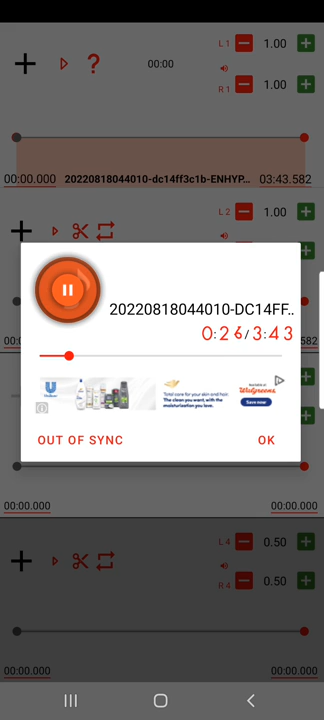 L 1
1.00
?
00:00
R 1
1.00
00:00.000
20220818044010-dc14ff3c1b-ENHYP...
03:43.582
L 2
1.00
20220818044010-DC14FF..
0:26/3:43
582
Total care for your skin and hair.
The clean you want, with the
moisturization you love.
Walgreens
Save now
OUT OF SYNC
OK
00:00.000
00:00.000
L 4
0.50
R 4
0.50
00:00.000
00:00.000